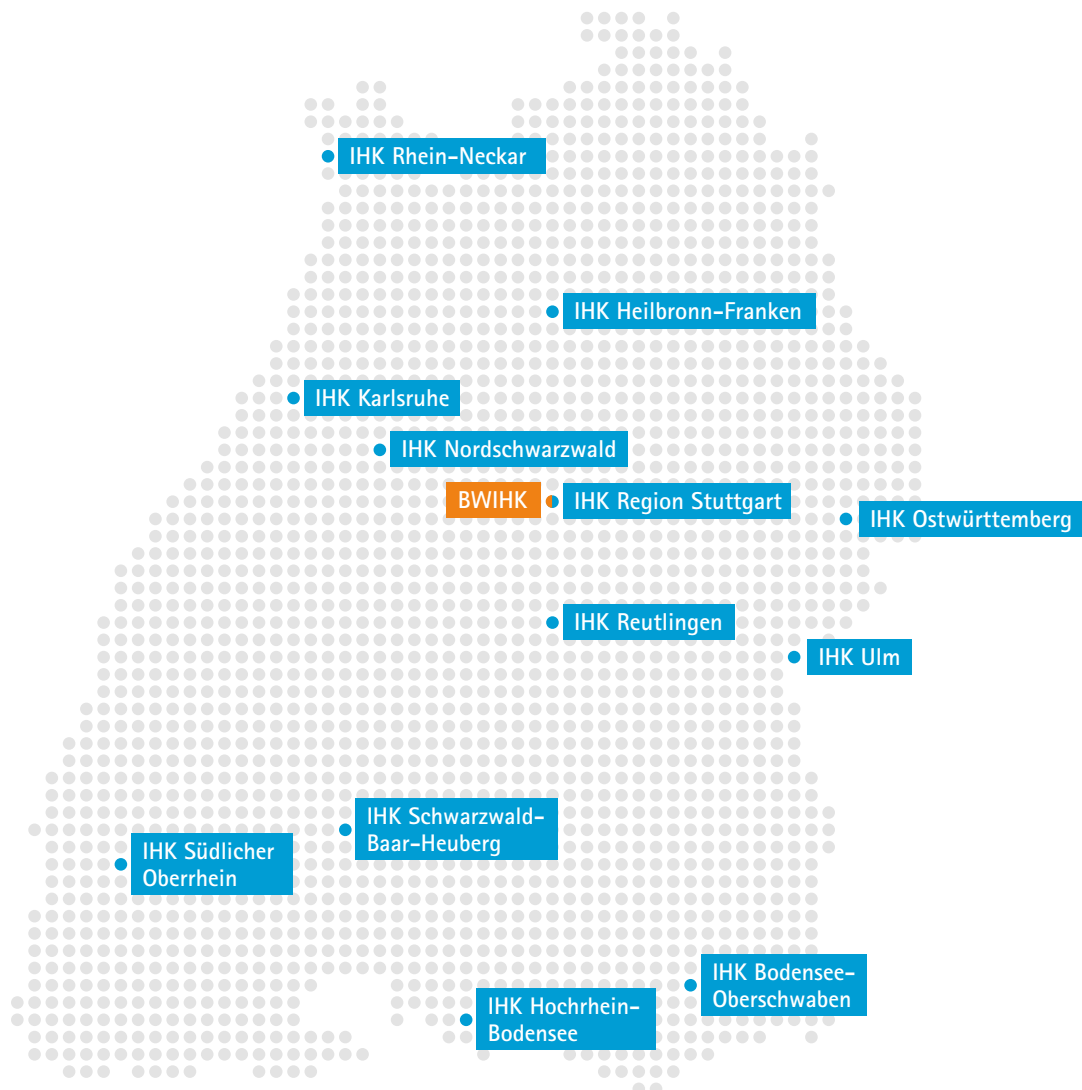 IHK Rhein-Neckar
IHK Heilbronn-Franken
IHK Karlsruhe
IHK Nordschwarzwald
BWIHK
IHK Region Stuttgart
IHK Ostwürttemberg
IHK Reutlingen
IHK Ulm
IHK Schwarzwald-
Baar-Heuberg
IHK Südlicher
Oberrhein
IHK Bodensee-
Oberschwaben
IHK Hochrhein-
Bodensee